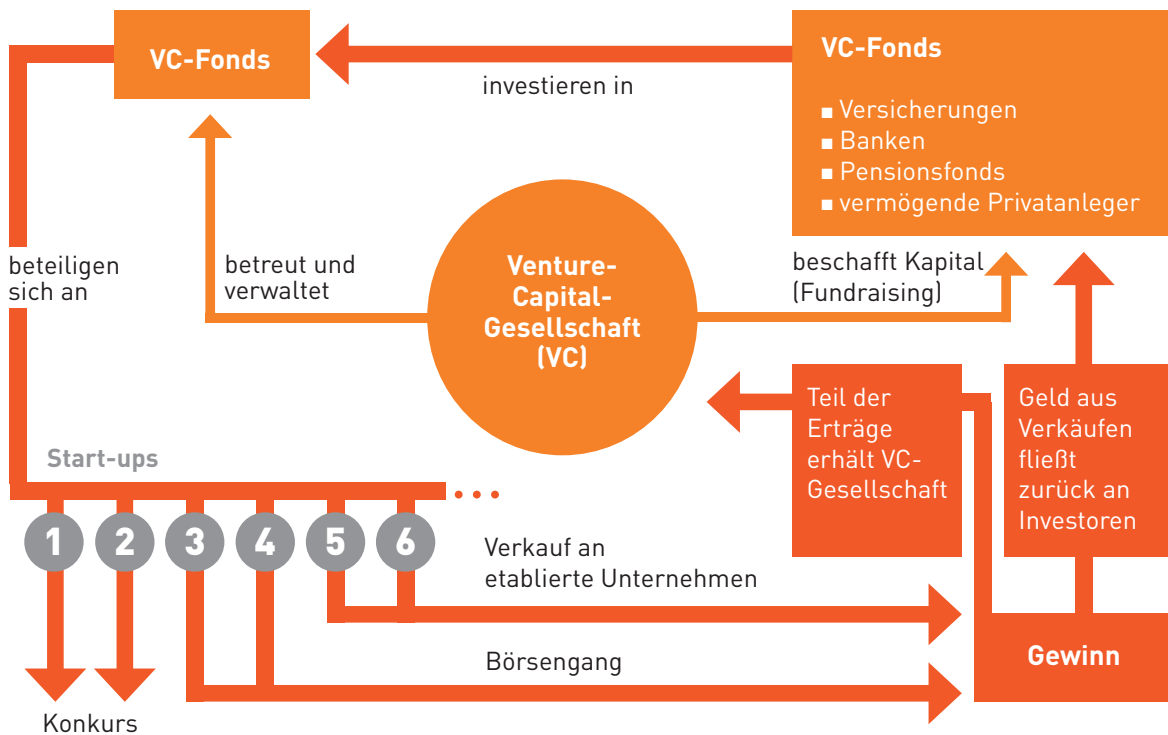 VC-Fonds
investieren in
VC-Fonds
■ Versicherungen
■ Banken
■ Pensionsfonds
■ vermögende Privatanleger
beteiligen
sich an
betreut und
verwaltet
Venture-
Capital-
Gesellschaft
(VC)
beschafft Kapital
(Fundraising)
Teil der
Erträge
erhält VC-
Gesellschaft
Geld aus
Verkäufen
fließt
zurück an
Investoren
Start-ups
1 2 3 4 5 6 ...
Verkauf an
etablierte Unternehmen
Börsengang
Gewinn
Konkurs